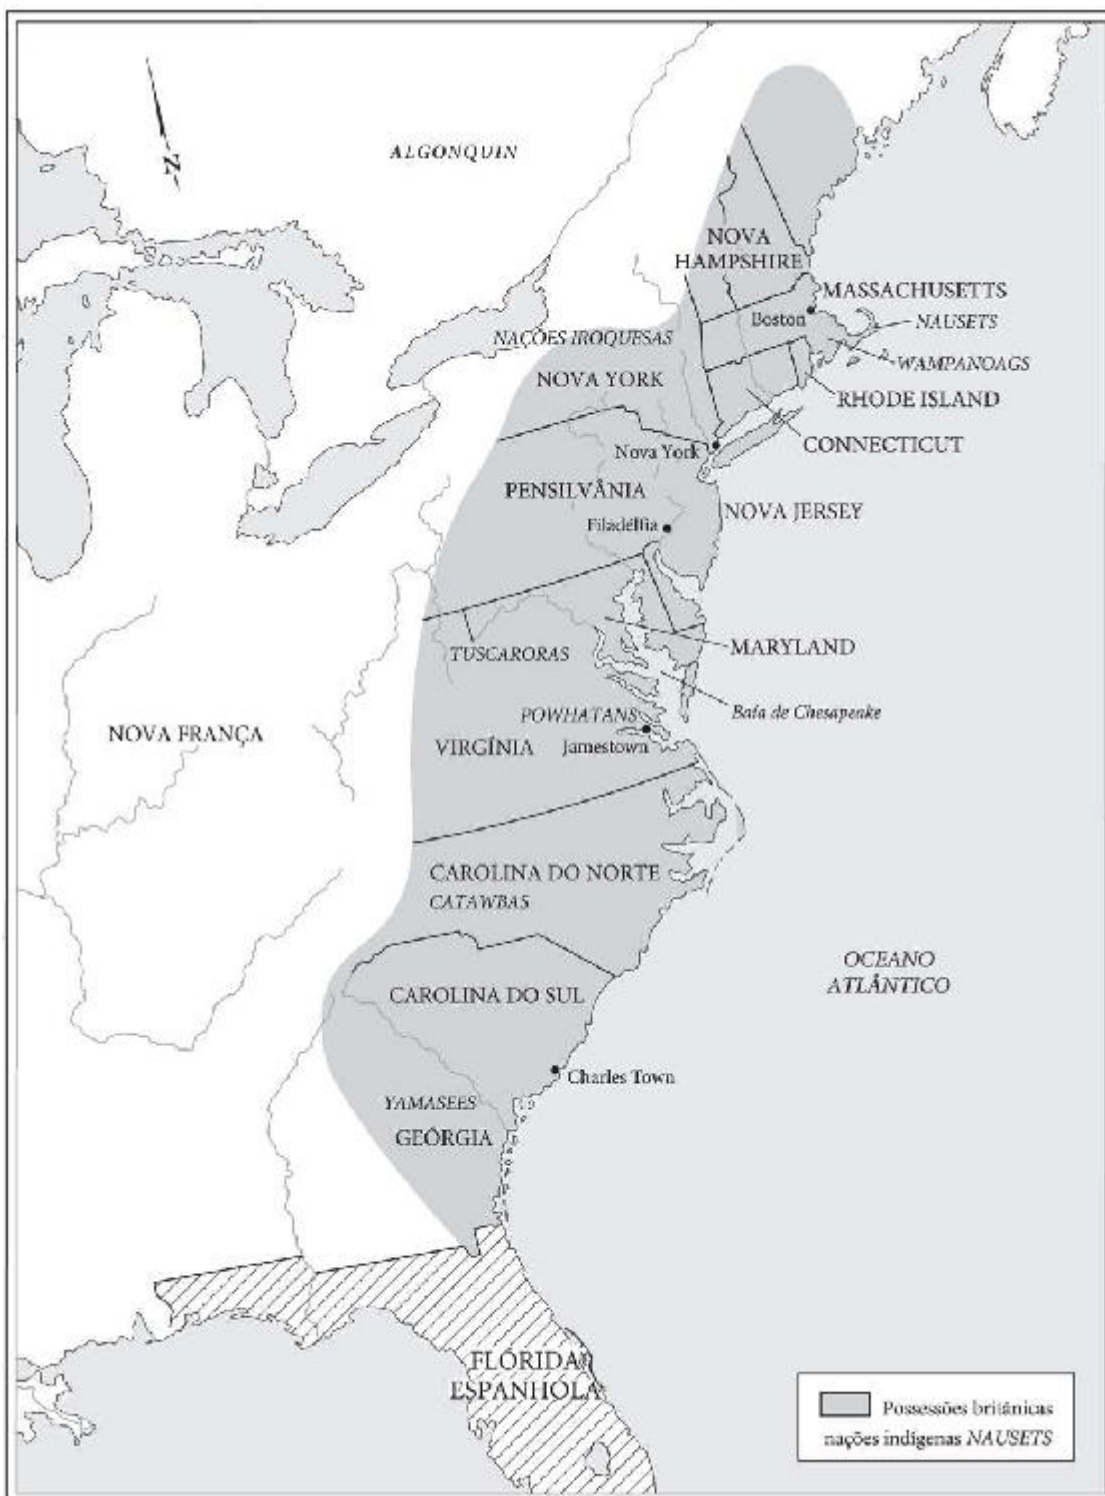 N
ALGONQUIN
NOVA
HAMPSHIRE
MASSACHUSETTS
Boston
NAUSETS
NAÇÕES IROQUESAS
WAMPANOAGS
NOVA YORK
RHODE ISLAND
Nova York
CONNECTICUT
PENSILVÂNIA
NOVA JERSEY
Filadélfia
MARYLAND
TUSCARORAS
Baía de Chesapeake
POWHATANS
NOVA FRANÇA
VIRGÍNIA
Jamestown
CAROLINA DO NORTE
CATAWBAS
OCEANO
ATLÂNTICO
CAROLINA DO SUL
Charles Town
YAMASEES
GEÓRGIA
FLÓRIDA
ESPANHOLA
Possessões britânicas
nações indígenas NAUSETS